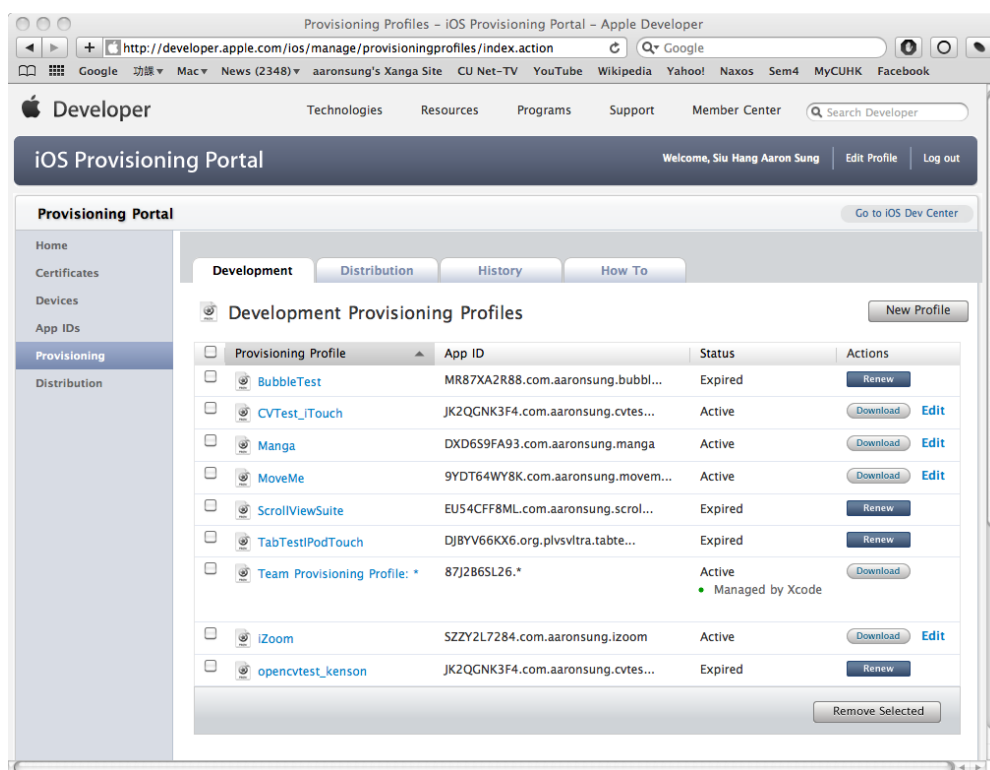 Provisioning Profiles – iOS Provisioning Portal – Apple Developer
http://developer.apple.com/ios/manage/provisioningprofiles/index.action Google
Google 功課 Mac News (2348) aaronsung's Xanga Site CU Net-TV YouTube Wikipedia Yahoo! Naxos Sem4 MyCUHK Facebook
Developer Technologies Resources Programs Support Member Center Search Developer
iOS Provisioning Portal Welcome, Siu Hang Aaron Sung Edit Profile Log out
Provisioning Portal Go to iOS Dev Center
Home
Certificates
Devices
App IDs
Provisioning
Distribution
Development Distribution History How To
Development Provisioning Profiles New Profile
Provisioning Profile App ID Status Actions
BubbleTest MR87XA2R88.com.aaronsung.bubbl... Expired Renew
CVTest_iTouch JK2QGNK3F4.com.aaronsung.cvtes... Active Download Edit
Manga DXD6S9FA93.com.aaronsung.manga Active Download Edit
MoveMe 9YDT64WY8K.com.aaronsung.movem... Active Download Edit
ScrollViewSuite EU54CFF8ML.com.aaronsung.scrol... Expired Renew
TabTestIPodTouch DJBYV66KX6.org.plvsvltra.tabte... Expired Renew
Team Provisioning Profile: * 87J2B6SL26.* Active Download
Managed by Xcode
iZoom SZZY2L7284.com.aaronsung.izoom Active Download Edit
opencvtest_kenson JK2QGNK3F4.com.aaronsung.cvtes... Expired Renew
Remove Selected